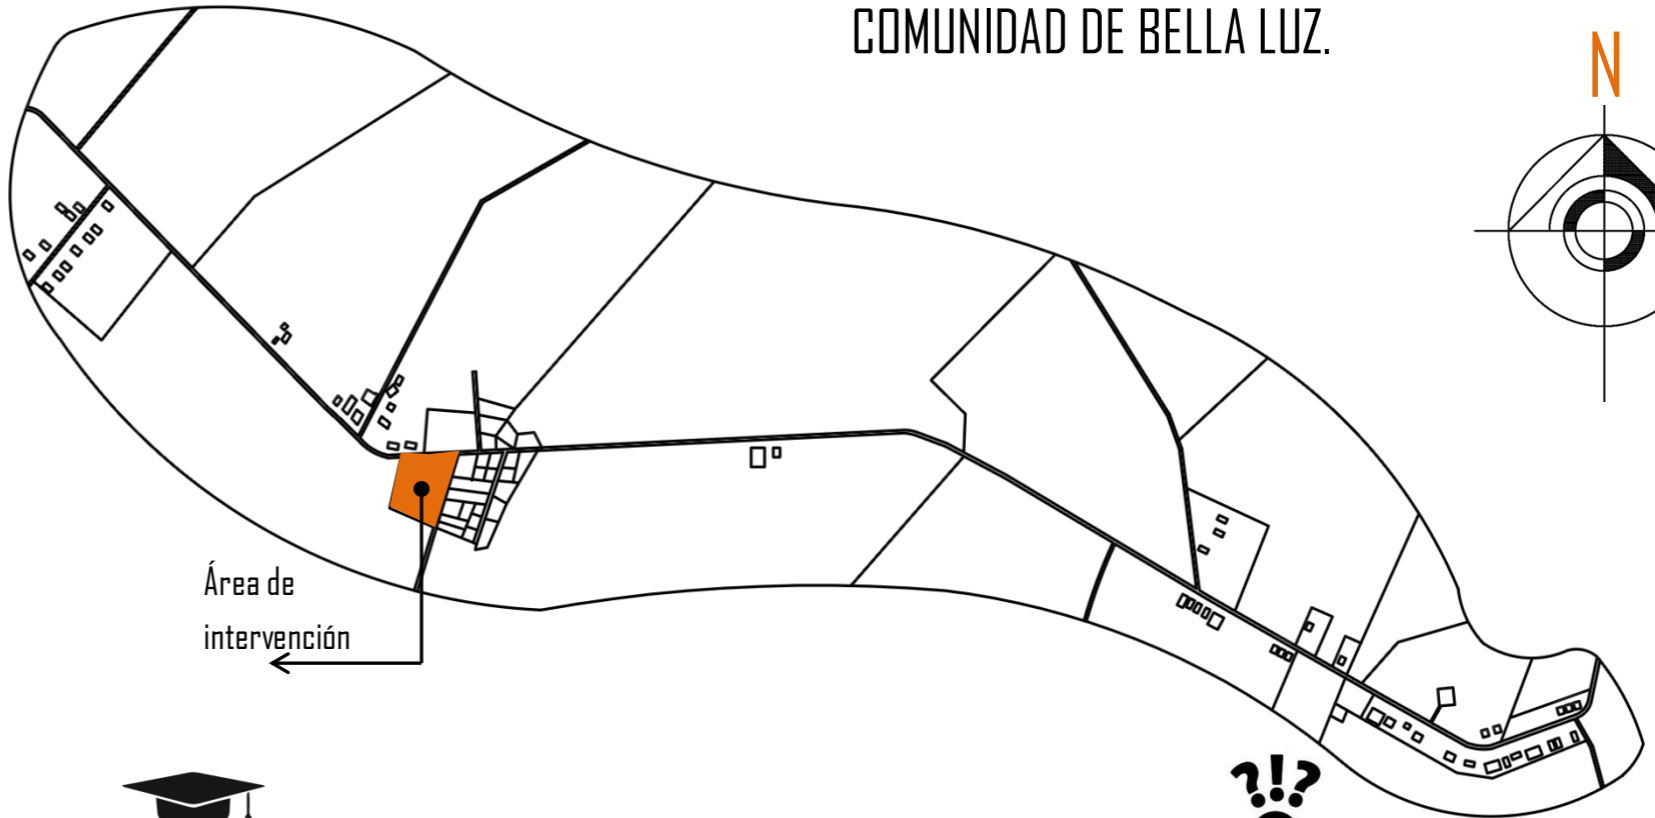 COMUNIDAD DE BELLA LUZ.
N
Área de
intervención
?!?